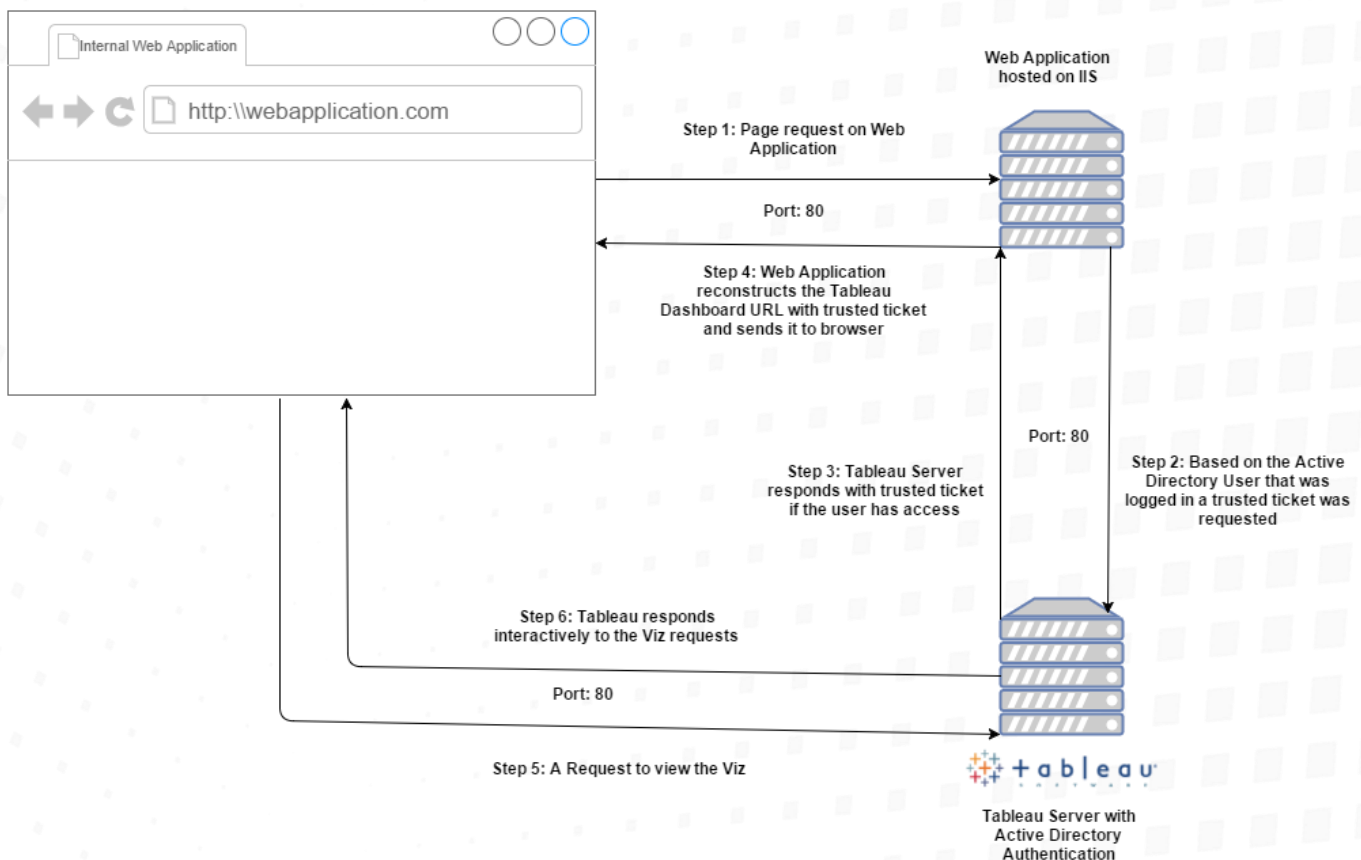 Internal Web Application
http:\\webapplication.com
Web Application
hosted on IIS
Step 1: Page request on Web
Application
Port: 80
Step 4: Web Application
reconstructs the Tableau
Dashboard URL with trusted ticket
and sends it to browser
Port: 80
Step 3: Tableau Server
responds with trusted ticket
if the user has access
Step 2: Based on the Active
Directory User that was
logged in a trusted ticket was
requested
Step 6: Tableau responds
interactively to the Viz requests
Port: 80
Step 5: A Request to view the Viz
+ a b l e a u
Tableau Server with
Active Directory
Authentication